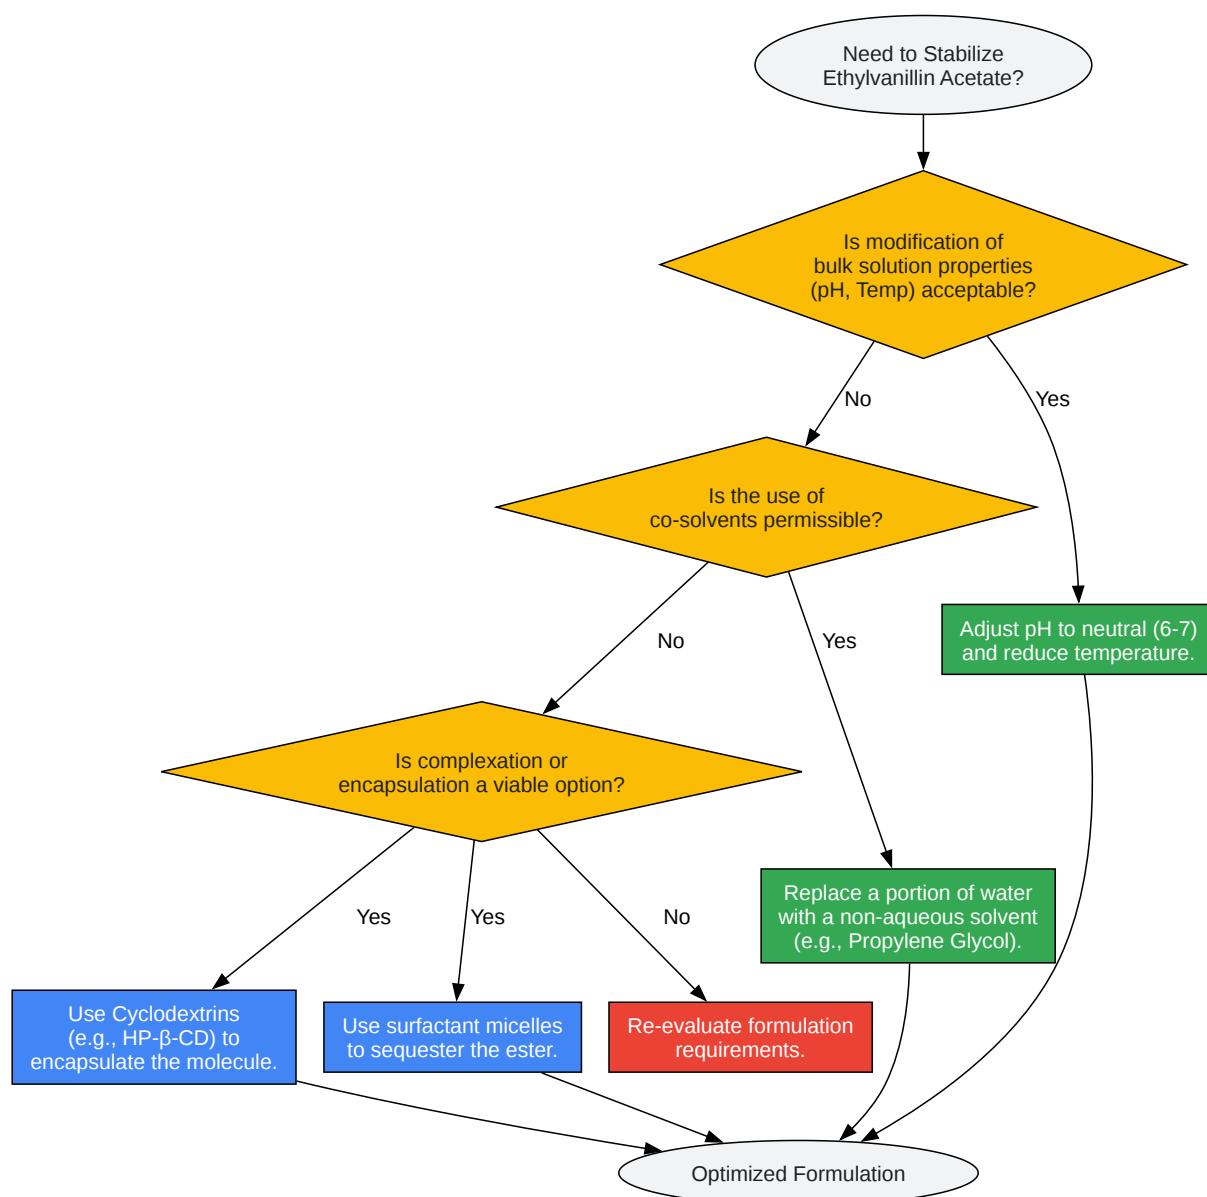 Need to Stabilize
Ethylvanillin Acetate?
Is modification of
bulk solution properties
(pH, Temp) acceptable?
No
Yes
Is the use of
co-solvents permissible?
No
Yes
Adjust pH to neutral (6-7)
and reduce temperature.
Is complexation or
encapsulation a viable option?
Yes
Yes
No
Replace a portion of water
with a non-aqueous solvent
(e.g., Propylene Glycol).
Use Cyclodextrins
(e.g., HP-β-CD) to
encapsulate the molecule.
Use surfactant micelles
to sequester the ester.
Re-evaluate formulation
requirements.
Optimized Formulation